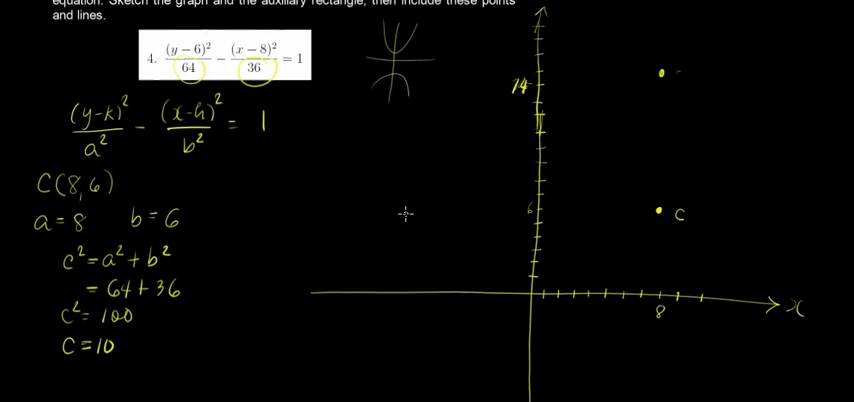 equation. Sketch the graph and the auxiliary rectangle, then include these points
and lines.
4. (y − 6)²/64 − (x − 8)²/36 = 1
(y-k)²/a² - (x-h)²/b² = 1
C(8,6)
a=8 b=6
c²=a²+b²
= 64+36
c²= 100
C=10
14
6
C
8
x